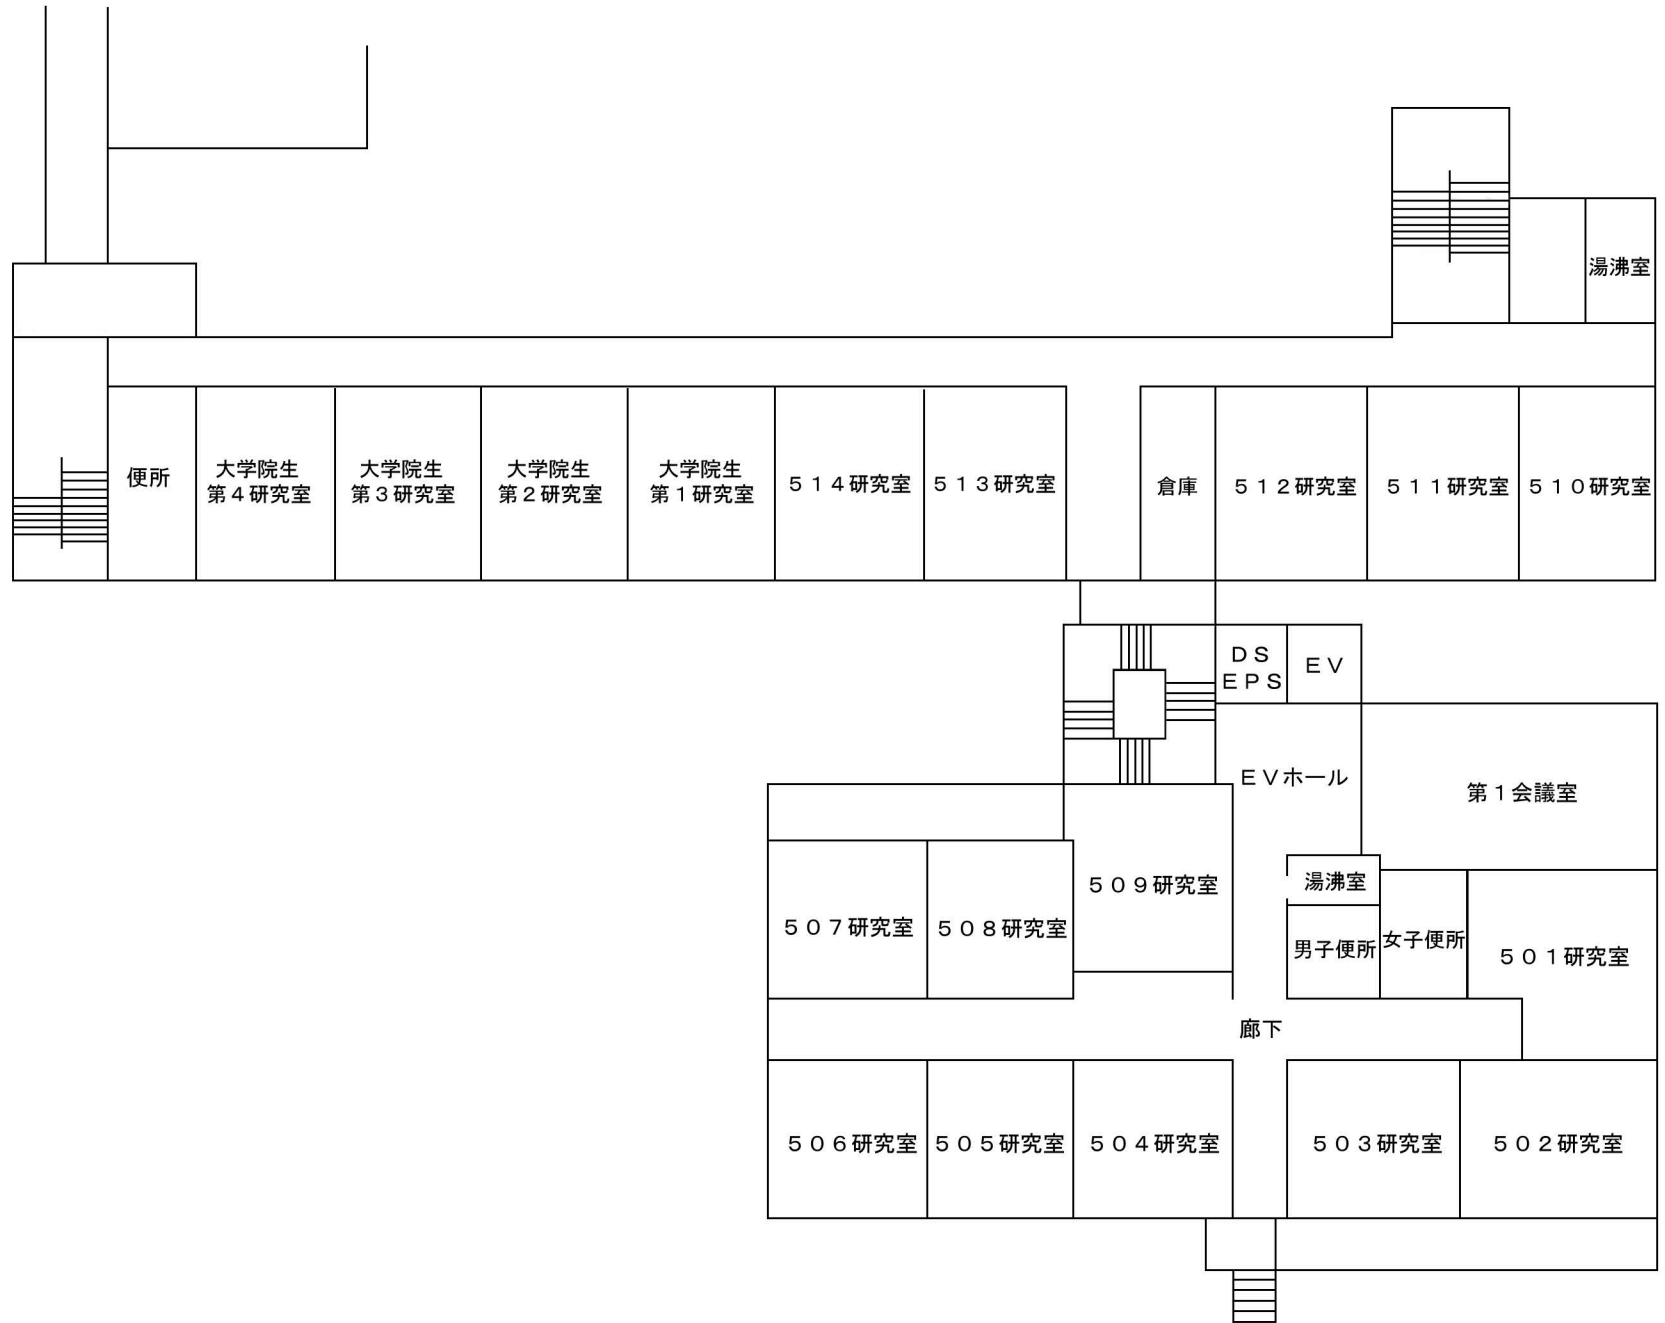 湯沸室
便所
大学院生
第４研究室
大学院生
第３研究室
大学院生
第２研究室
大学院生
第１研究室
５１４研究室
５１３研究室
倉庫
５１２研究室
５１１研究室
５１０研究室
ＤＳ
ＥＰＳ
ＥＶ
ＥＶホール
第１会議室
５０７研究室
５０８研究室
５０９研究室
湯沸室
男子便所
女子便所
５０１研究室
廊下
５０６研究室
５０５研究室
５０４研究室
５０３研究室
５０２研究室